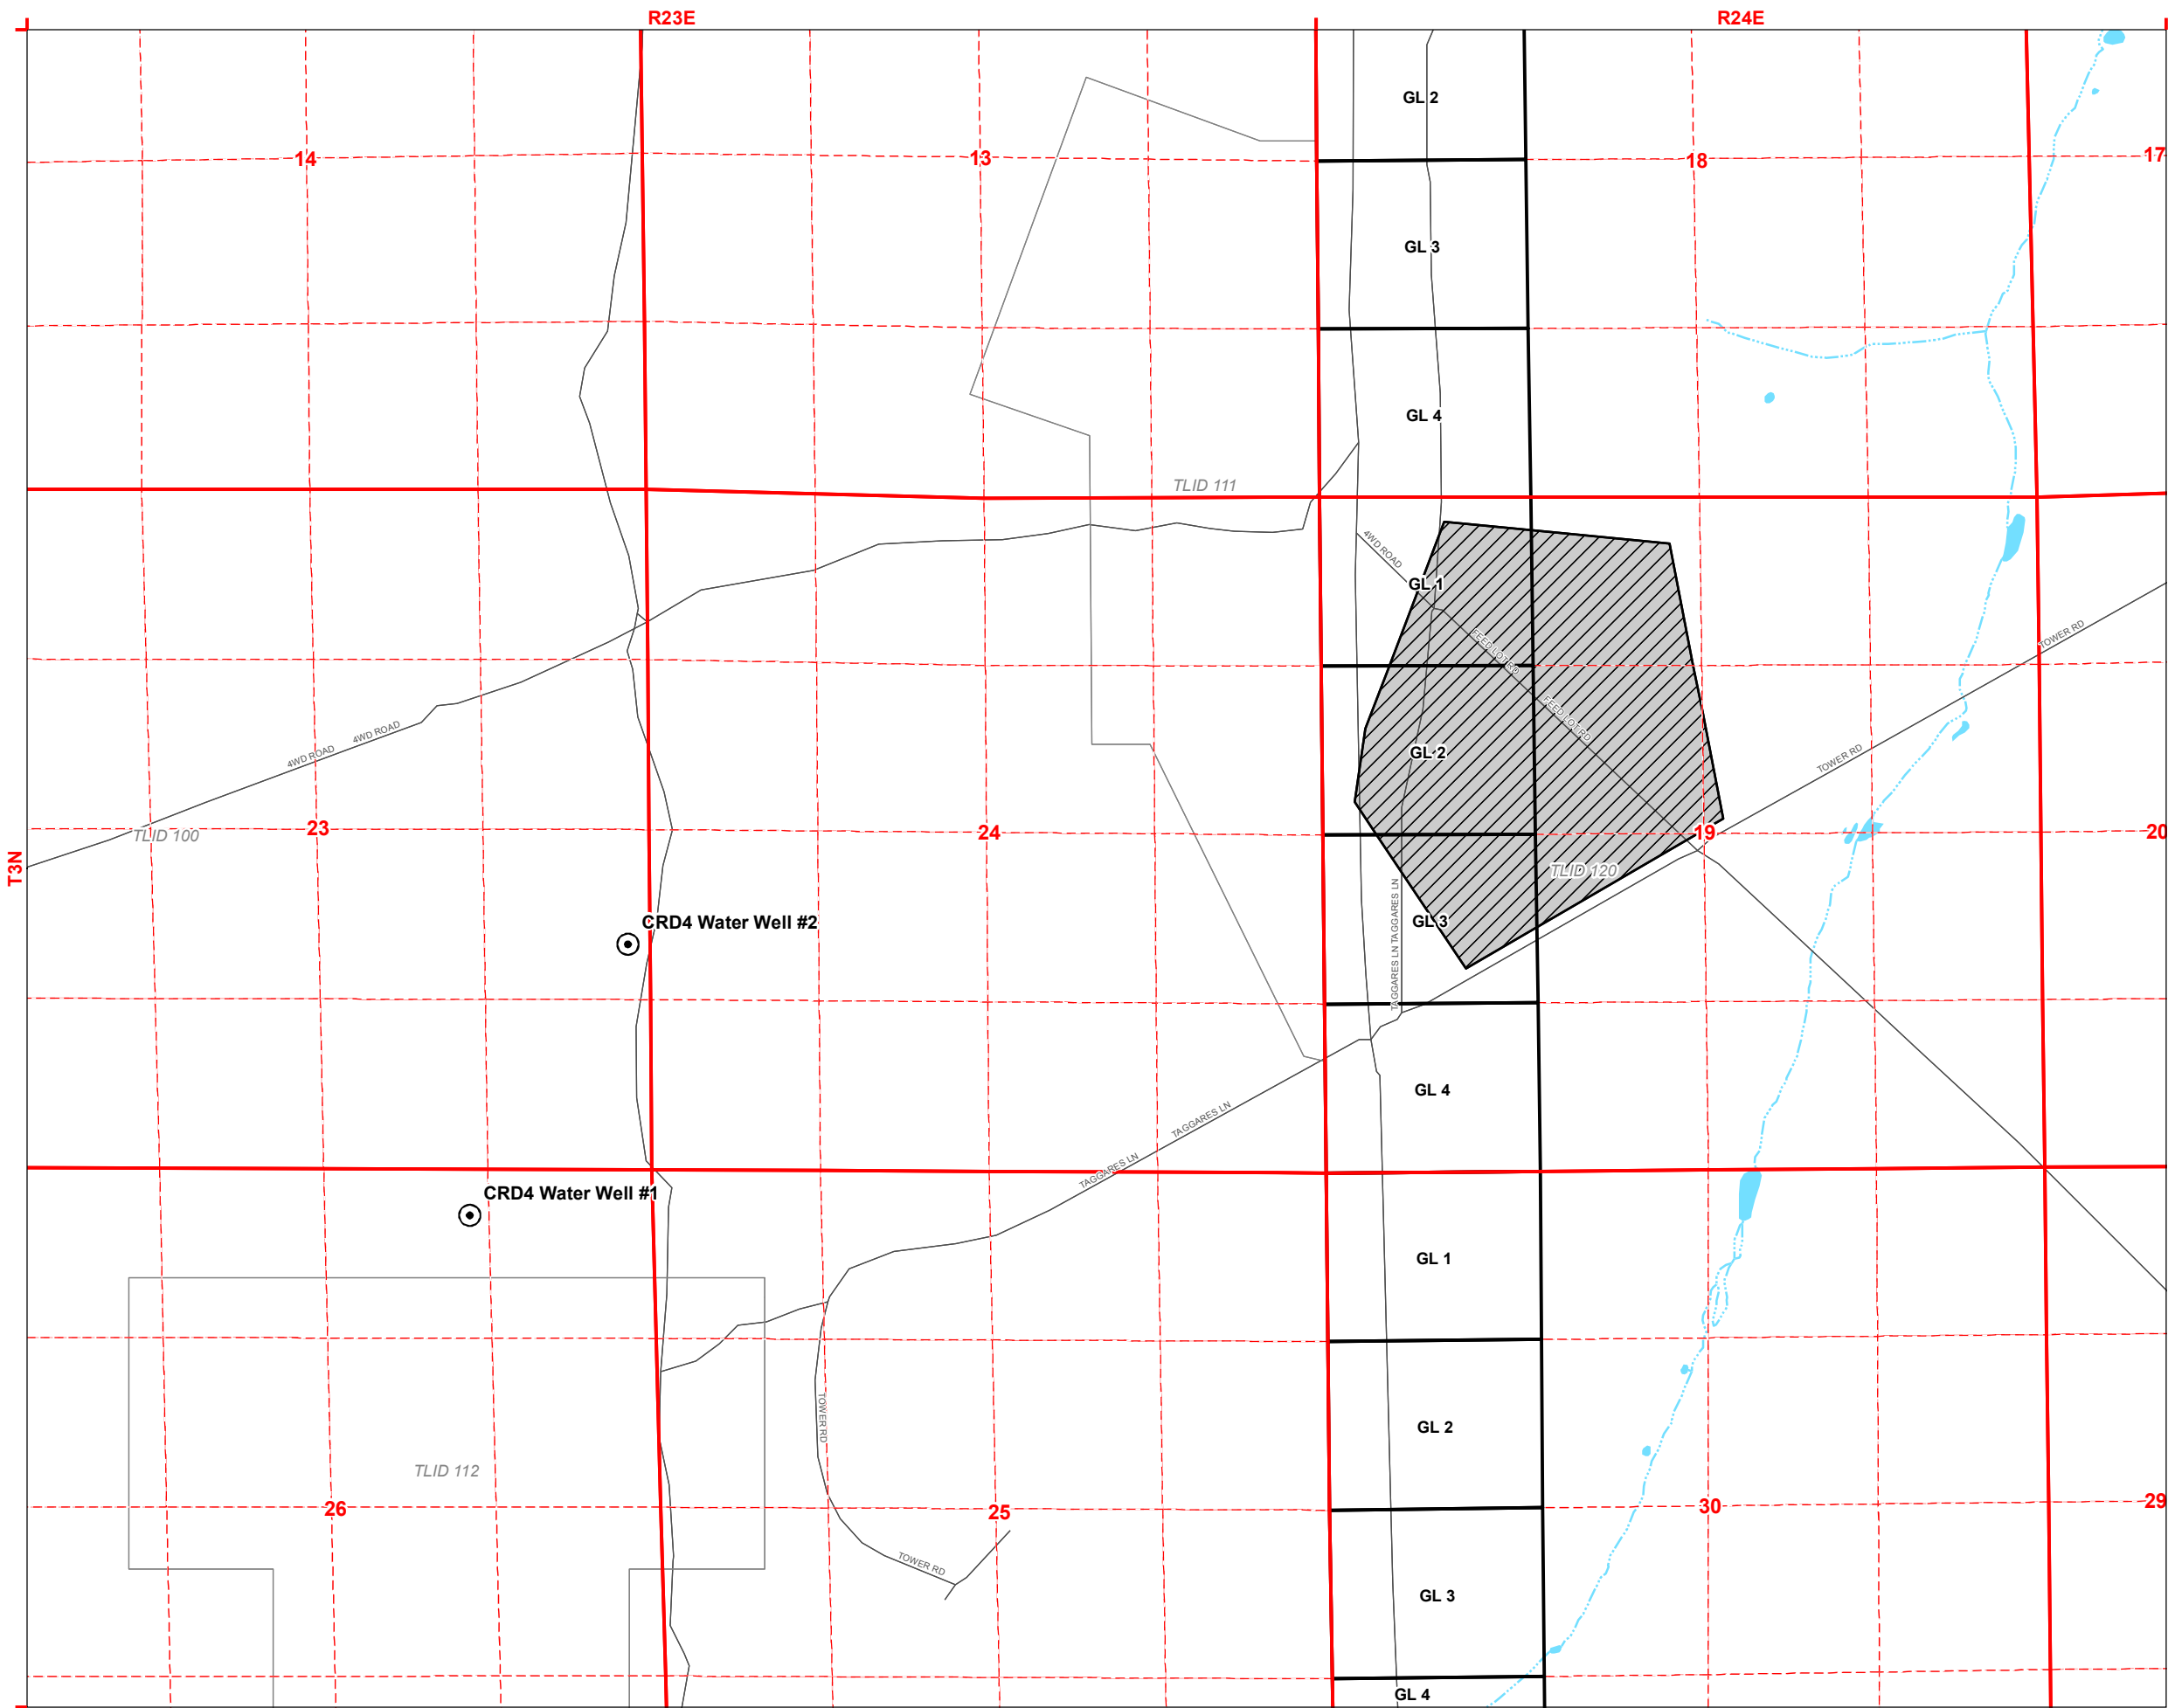 R23E
R24E
GL 2
14
13
18
17
GL 3
GL 4
TLID 111
4WD ROAD
GL 1
FEED LOT RD
TOWER RD
4WD ROAD
4WD ROAD
FEED LOT RD
GL 2
TOWER RD
TLID 100
23
24
19
20
T3N
TLID 120
CRD4 Water Well #2
GL 3
TAGGARES LN TAGGARES LN
GL 4
TAGGARES LN
TAGGARES LN
CRD4 Water Well #1
GL 1
TOWER RD
GL 2
TLID 112
26
25
30
29
TOWER RD
GL 3
GL 4